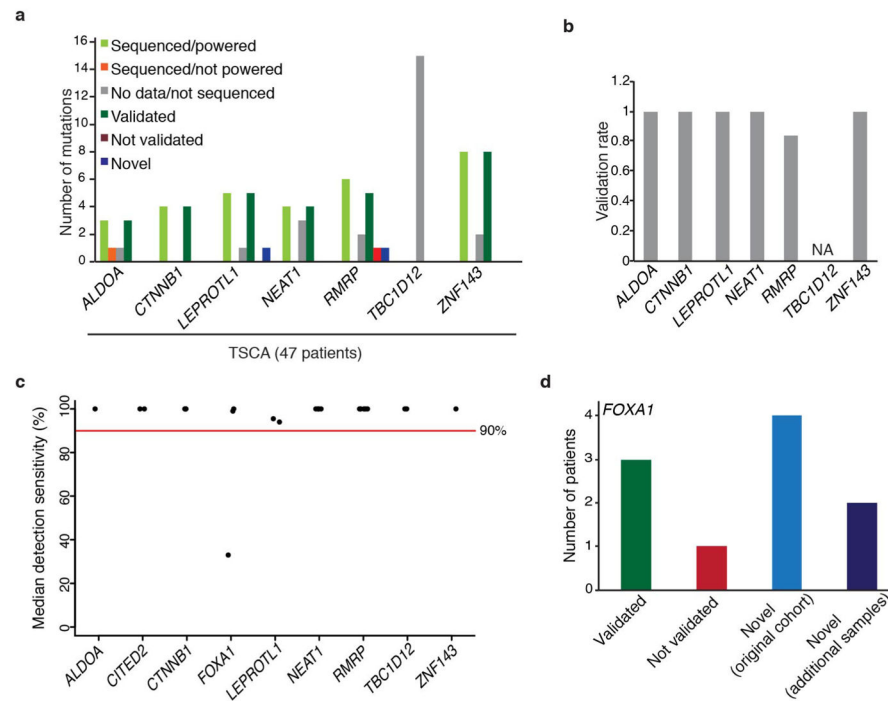 a
Number of mutations
16
14
12
10
8
6
4
2
0
Sequenced/powered
Sequenced/not powered
No data/not sequenced
Validated
Not validated
Novel
ALDOA
CTNNB1
LEPROTL1
NEAT1
RMRP
TBC1D12
ZNF143
TSCA (47 patients)
b
Validation rate
1.2
1
0.8
0.6
0.4
0.2
0
NA
ALDOA
CTNNB1
LEPROTL1
NEAT1
RMRP
TBC1D12
ZNF143
c
Median detection sensitivity (%)
100
80
60
40
20
0
90%
ALDOA
CITED2
CTNNB1
FOXA1
LEPROTL1
NEAT1
RMRP
TBC1D12
ZNF143
d
FOXA1
Number of patients
4
3
2
1
0
Validated
Not validated
Novel
(original cohort)
Novel
(additional samples)